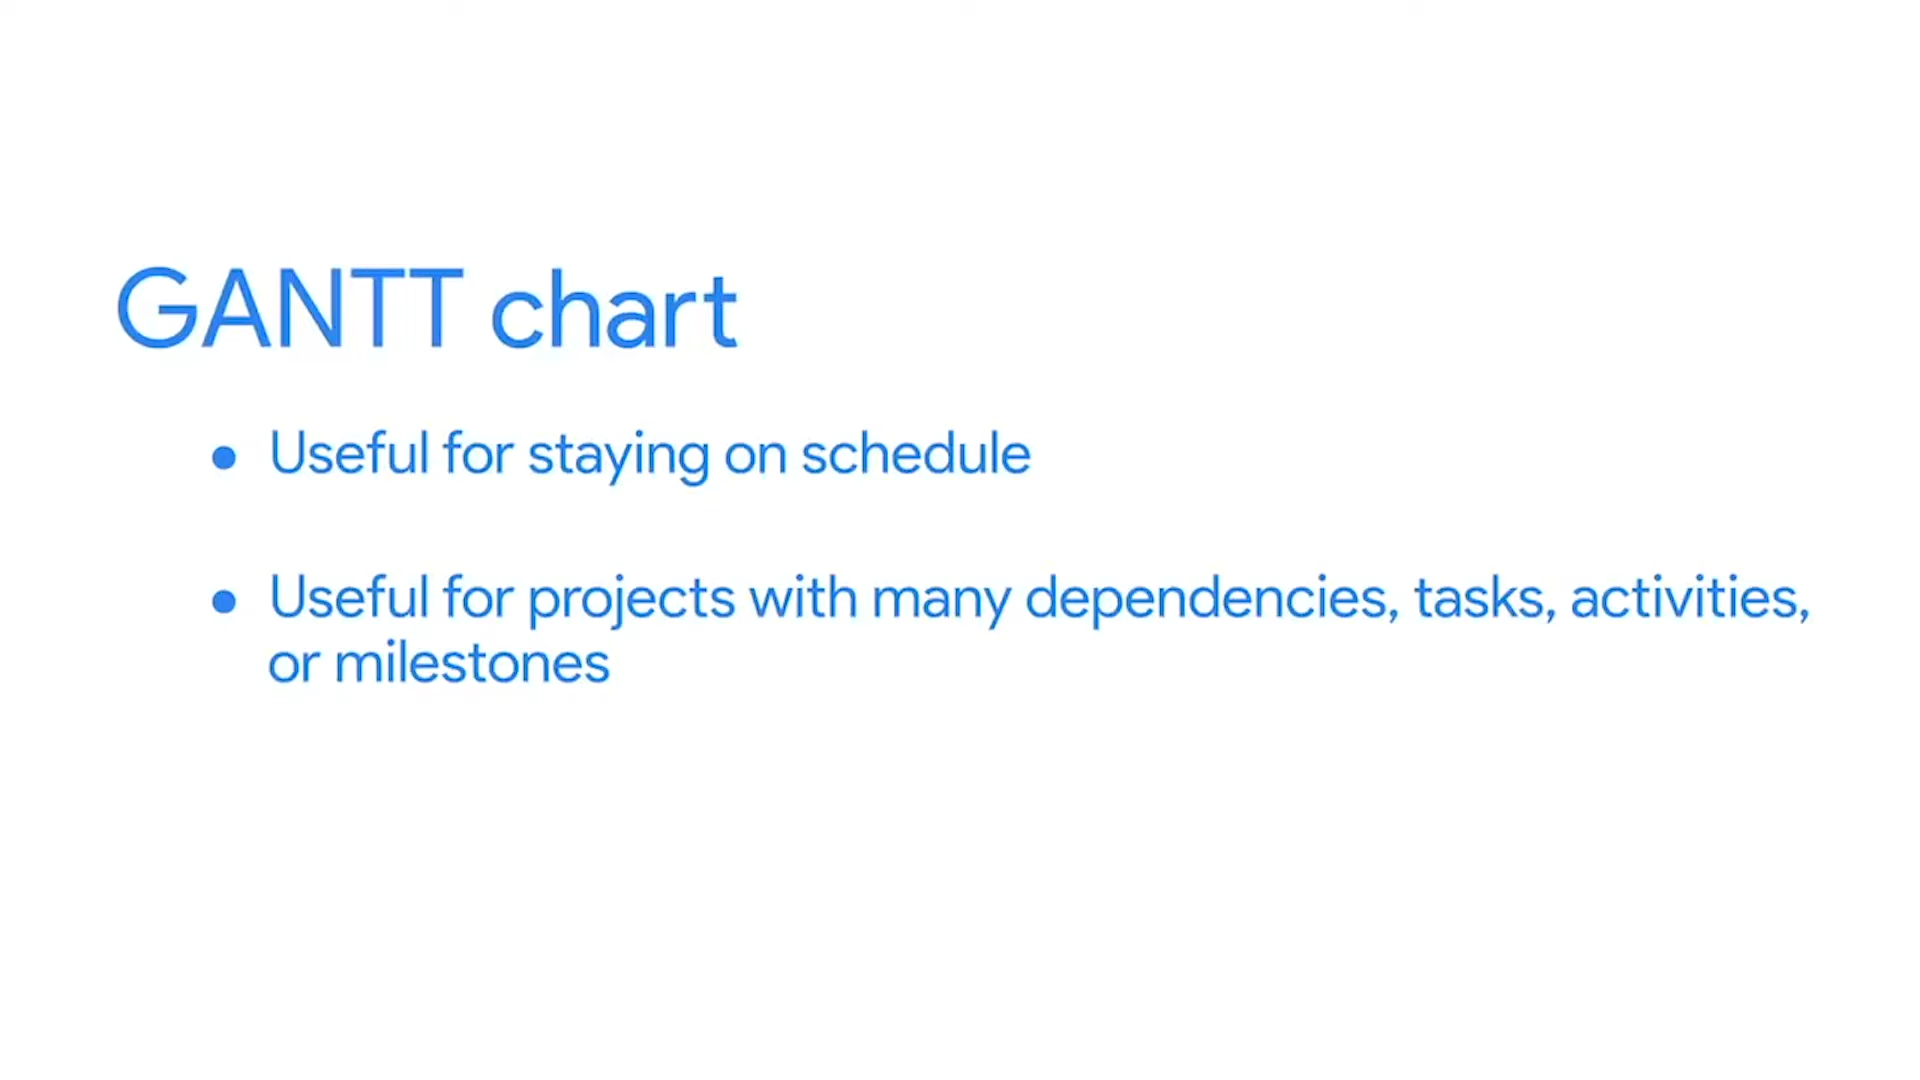 GANTT chart
● Useful for staying on schedule
● Useful for projects with many dependencies, tasks, activities,
or milestones